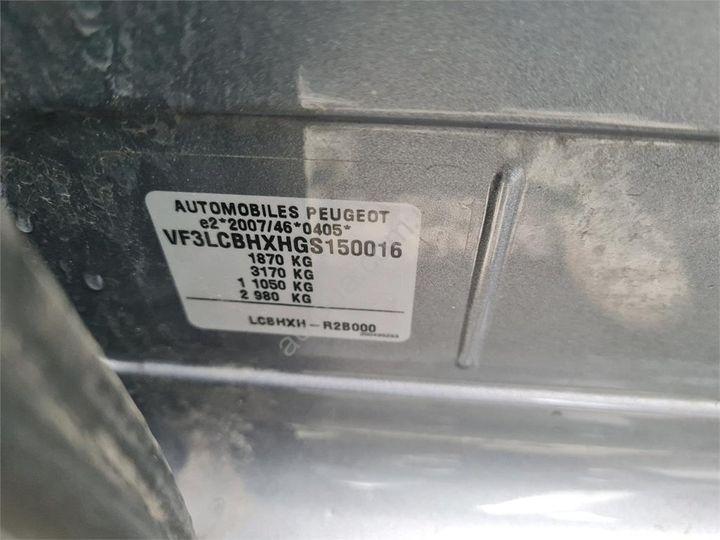 AUTOMOBILES PEUGEOT
e2*2007/46*0405*
VF3LCBHXHGS150016
1870 KG
3170 KG
1 1050 KG
2 980 KG
LCBHXH – R2B000